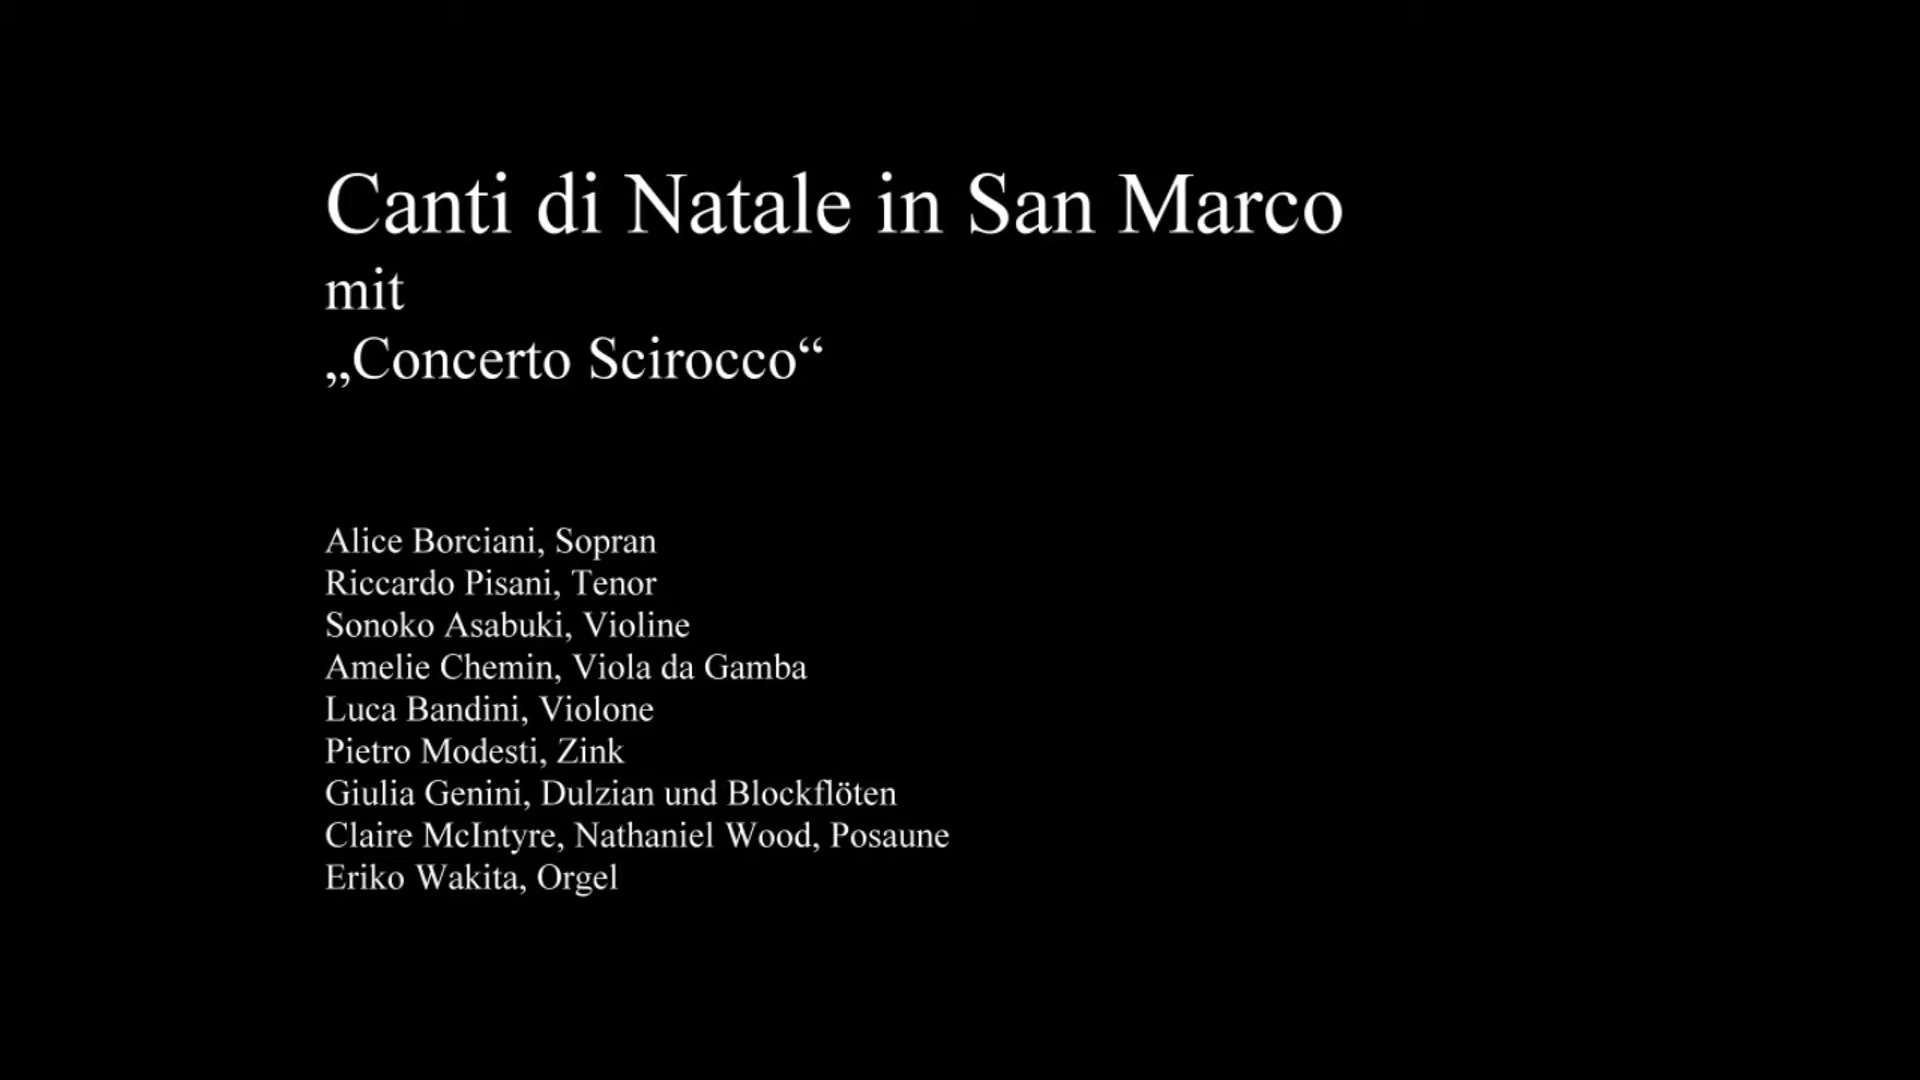 Canti di Natale in San Marco
mit
„Concerto Scirocco“
Alice Borciani, Sopran
Riccardo Pisani, Tenor
Sonoko Asabuki, Violine
Amelie Chemin, Viola da Gamba
Luca Bandini, Violone
Pietro Modesti, Zink
Giulia Genini, Dulzian und Blockflöten
Claire McIntyre, Nathaniel Wood, Posaune
Eriko Wakita, Orgel